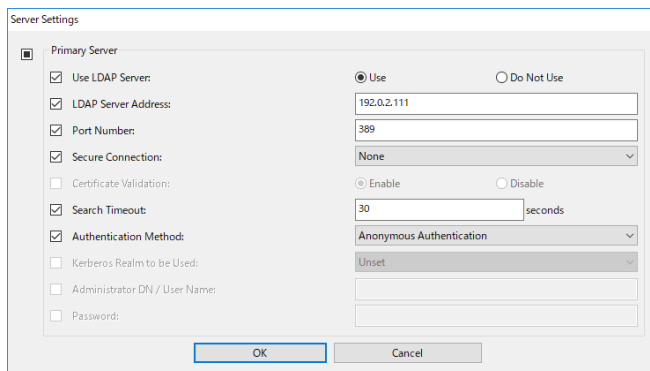 Server Settings
Primary Server
Use LDAP Server: Use Do Not Use
LDAP Server Address: 192.0.2.111
Port Number: 389
Secure Connection: None
Certificate Validation: Enable Disable
Search Timeout: 30 seconds
Authentication Method: Anonymous Authentication
Kerberos Realm to be Used: Unset
Administrator DN / User Name:
Password:
OK Cancel